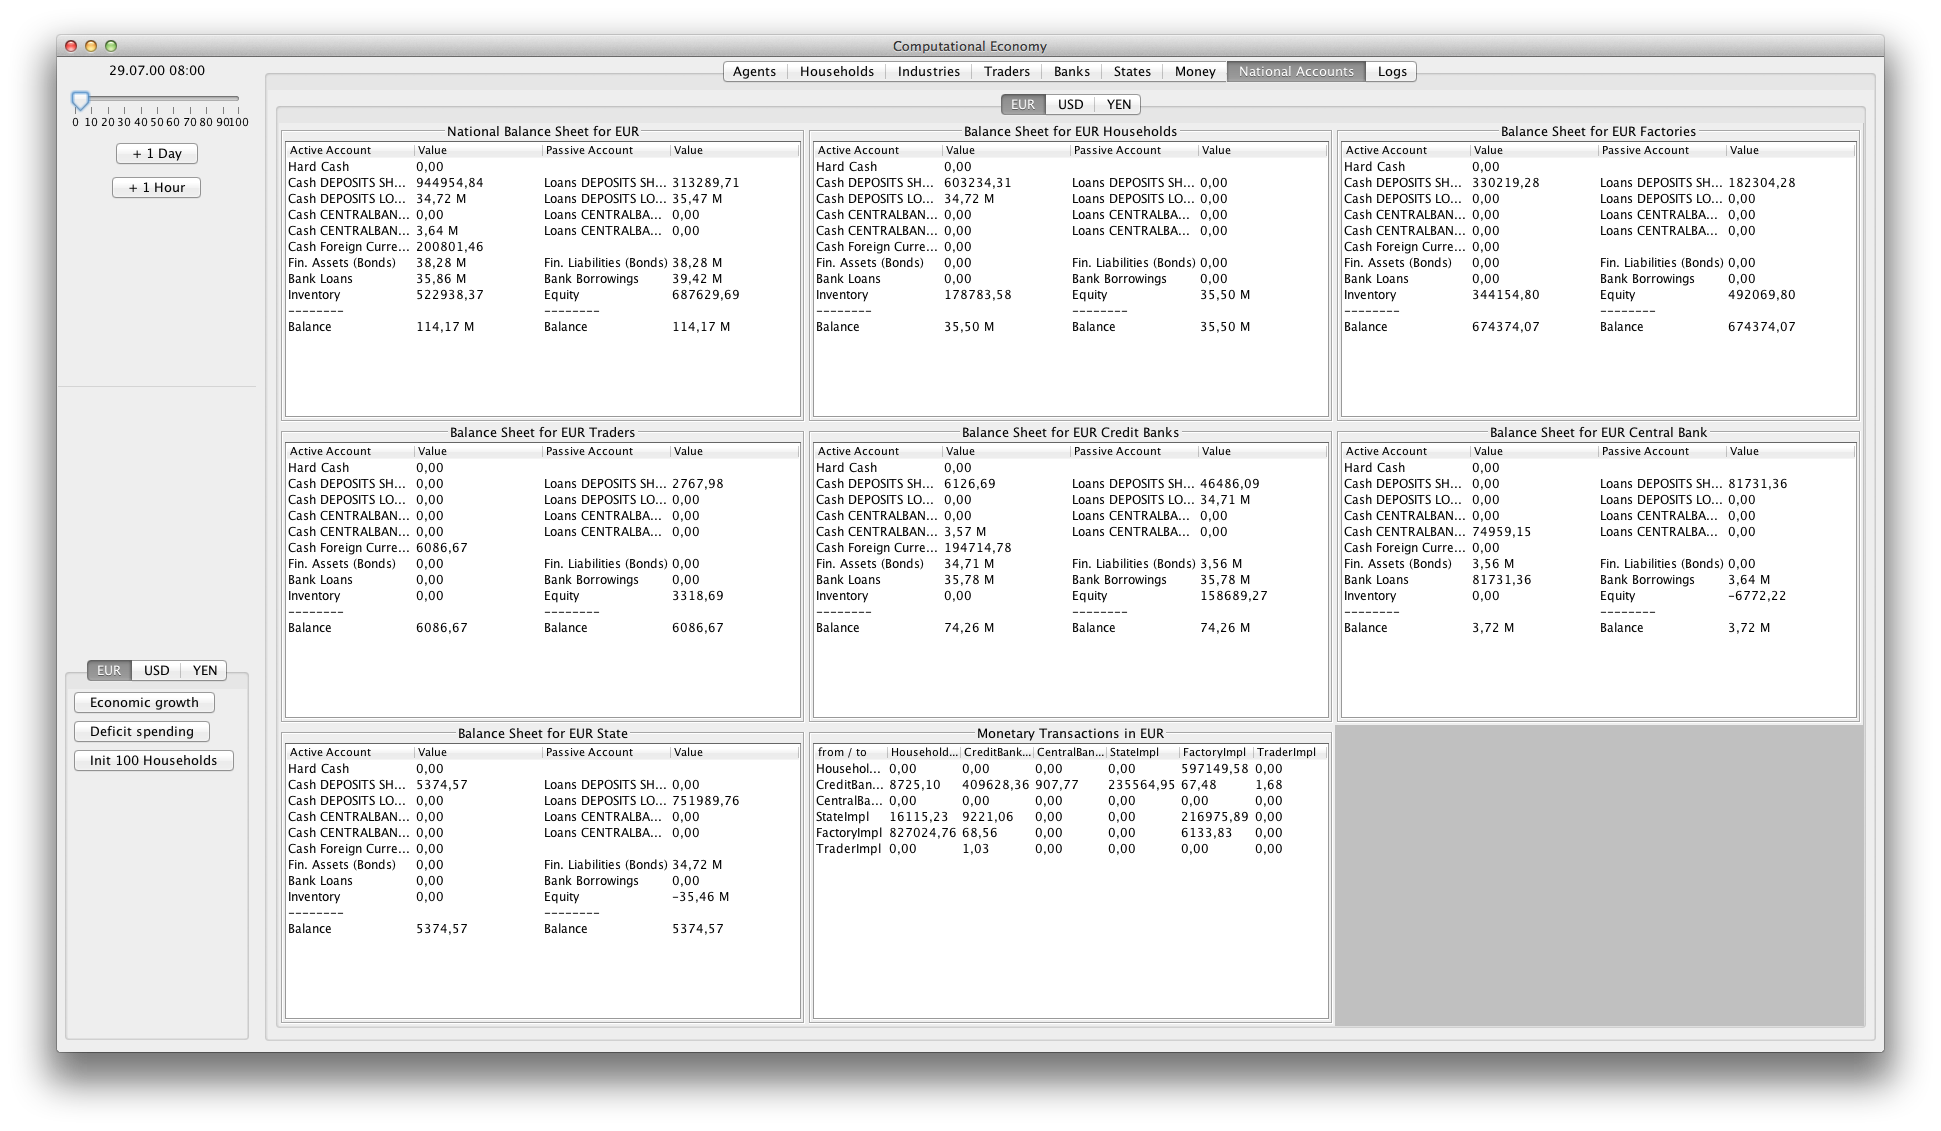 Computational Economy
29.07.00 08:00
0 10 20 30 40 50 60 70 80 90100
+ 1 Day
+ 1 Hour
EUR USD YEN
Economic growth
Deficit spending
Init 100 Households
Agents Households Industries Traders Banks States Money National Accounts Logs
EUR USD YEN
National Balance Sheet for EUR
Active Account Value Passive Account Value
Hard Cash 0,00
Cash DEPOSITS SH... 944954,84 Loans DEPOSITS SH... 313289,71
Cash DEPOSITS LO... 34,72 M Loans DEPOSITS LO... 35,47 M
Cash CENTRALBAN... 0,00 Loans CENTRALBA... 0,00
Cash CENTRALBAN... 3,64 M Loans CENTRALBA... 0,00
Cash Foreign Curre... 200801,46
Fin. Assets (Bonds) 38,28 M Fin. Liabilities (Bonds) 38,28 M
Bank Loans 35,86 M Bank Borrowings 39,42 M
Inventory 522938,37 Equity 687629,69
-------- --------
Balance 114,17 M Balance 114,17 M
Balance Sheet for EUR Households
Active Account Value Passive Account Value
Hard Cash 0,00
Cash DEPOSITS SH... 603234,31 Loans DEPOSITS SH... 0,00
Cash DEPOSITS LO... 34,72 M Loans DEPOSITS LO... 0,00
Cash CENTRALBAN... 0,00 Loans CENTRALBA... 0,00
Cash CENTRALBAN... 0,00 Loans CENTRALBA... 0,00
Cash Foreign Curre... 0,00
Fin. Assets (Bonds) 0,00 Fin. Liabilities (Bonds) 0,00
Bank Loans 0,00 Bank Borrowings 0,00
Inventory 178783,58 Equity 35,50 M
-------- --------
Balance 35,50 M Balance 35,50 M
Balance Sheet for EUR Factories
Active Account Value Passive Account Value
Hard Cash 0,00
Cash DEPOSITS SH... 330219,28 Loans DEPOSITS SH... 182304,28
Cash DEPOSITS LO... 0,00 Loans DEPOSITS LO... 0,00
Cash CENTRALBAN... 0,00 Loans CENTRALBA... 0,00
Cash CENTRALBAN... 0,00 Loans CENTRALBA... 0,00
Cash Foreign Curre... 0,00
Fin. Assets (Bonds) 0,00 Fin. Liabilities (Bonds) 0,00
Bank Loans 0,00 Bank Borrowings 0,00
Inventory 344154,80 Equity 492069,80
-------- --------
Balance 674374,07 Balance 674374,07
Balance Sheet for EUR Traders
Active Account Value Passive Account Value
Hard Cash 0,00
Cash DEPOSITS SH... 0,00 Loans DEPOSITS SH... 2767,98
Cash DEPOSITS LO... 0,00 Loans DEPOSITS LO... 0,00
Cash CENTRALBAN... 0,00 Loans CENTRALBA... 0,00
Cash CENTRALBAN... 0,00 Loans CENTRALBA... 0,00
Cash Foreign Curre... 6086,67
Fin. Assets (Bonds) 0,00 Fin. Liabilities (Bonds) 0,00
Bank Loans 0,00 Bank Borrowings 0,00
Inventory 0,00 Equity 3318,69
-------- --------
Balance 6086,67 Balance 6086,67
Balance Sheet for EUR Credit Banks
Active Account Value Passive Account Value
Hard Cash 0,00
Cash DEPOSITS SH... 6126,69 Loans DEPOSITS SH... 46486,09
Cash DEPOSITS LO... 0,00 Loans DEPOSITS LO... 34,71 M
Cash CENTRALBAN... 0,00 Loans CENTRALBA... 0,00
Cash CENTRALBAN... 3,57 M Loans CENTRALBA... 0,00
Cash Foreign Curre... 194714,78
Fin. Assets (Bonds) 34,71 M Fin. Liabilities (Bonds) 3,56 M
Bank Loans 35,78 M Bank Borrowings 35,78 M
Inventory 0,00 Equity 158689,27
-------- --------
Balance 74,26 M Balance 74,26 M
Balance Sheet for EUR Central Bank
Active Account Value Passive Account Value
Hard Cash 0,00
Cash DEPOSITS SH... 0,00 Loans DEPOSITS SH... 81731,36
Cash DEPOSITS LO... 0,00 Loans DEPOSITS LO... 0,00
Cash CENTRALBAN... 0,00 Loans CENTRALBA... 0,00
Cash CENTRALBAN... 74959,15 Loans CENTRALBA... 0,00
Cash Foreign Curre... 0,00
Fin. Assets (Bonds) 3,56 M Fin. Liabilities (Bonds) 0,00
Bank Loans 81731,36 Bank Borrowings 3,64 M
Inventory 0,00 Equity -6772,22
-------- --------
Balance 3,72 M Balance 3,72 M
Balance Sheet for EUR State
Active Account Value Passive Account Value
Hard Cash 0,00
Cash DEPOSITS SH... 5374,57 Loans DEPOSITS SH... 0,00
Cash DEPOSITS LO... 0,00 Loans DEPOSITS LO... 751989,76
Cash CENTRALBAN... 0,00 Loans CENTRALBA... 0,00
Cash CENTRALBAN... 0,00 Loans CENTRALBA... 0,00
Cash Foreign Curre... 0,00
Fin. Assets (Bonds) 0,00 Fin. Liabilities (Bonds) 34,72 M
Bank Loans 0,00 Bank Borrowings 0,00
Inventory 0,00 Equity -35,46 M
-------- --------
Balance 5374,57 Balance 5374,57
Monetary Transactions in EUR
from / to Household... CreditBank... CentralBan... StateImpl FactoryImpl TraderImpl
Househol... 0,00 0,00 0,00 0,00 597149,58 0,00
CreditBan... 8725,10 409628,36 907,77 235564,95 67,48 1,68
CentralBa... 0,00 0,00 0,00 0,00 0,00 0,00
StateImpl 16115,23 9221,06 0,00 0,00 216975,89 0,00
FactoryImpl 827024,76 68,56 0,00 0,00 6133,83 0,00
TraderImpl 0,00 1,03 0,00 0,00 0,00 0,00